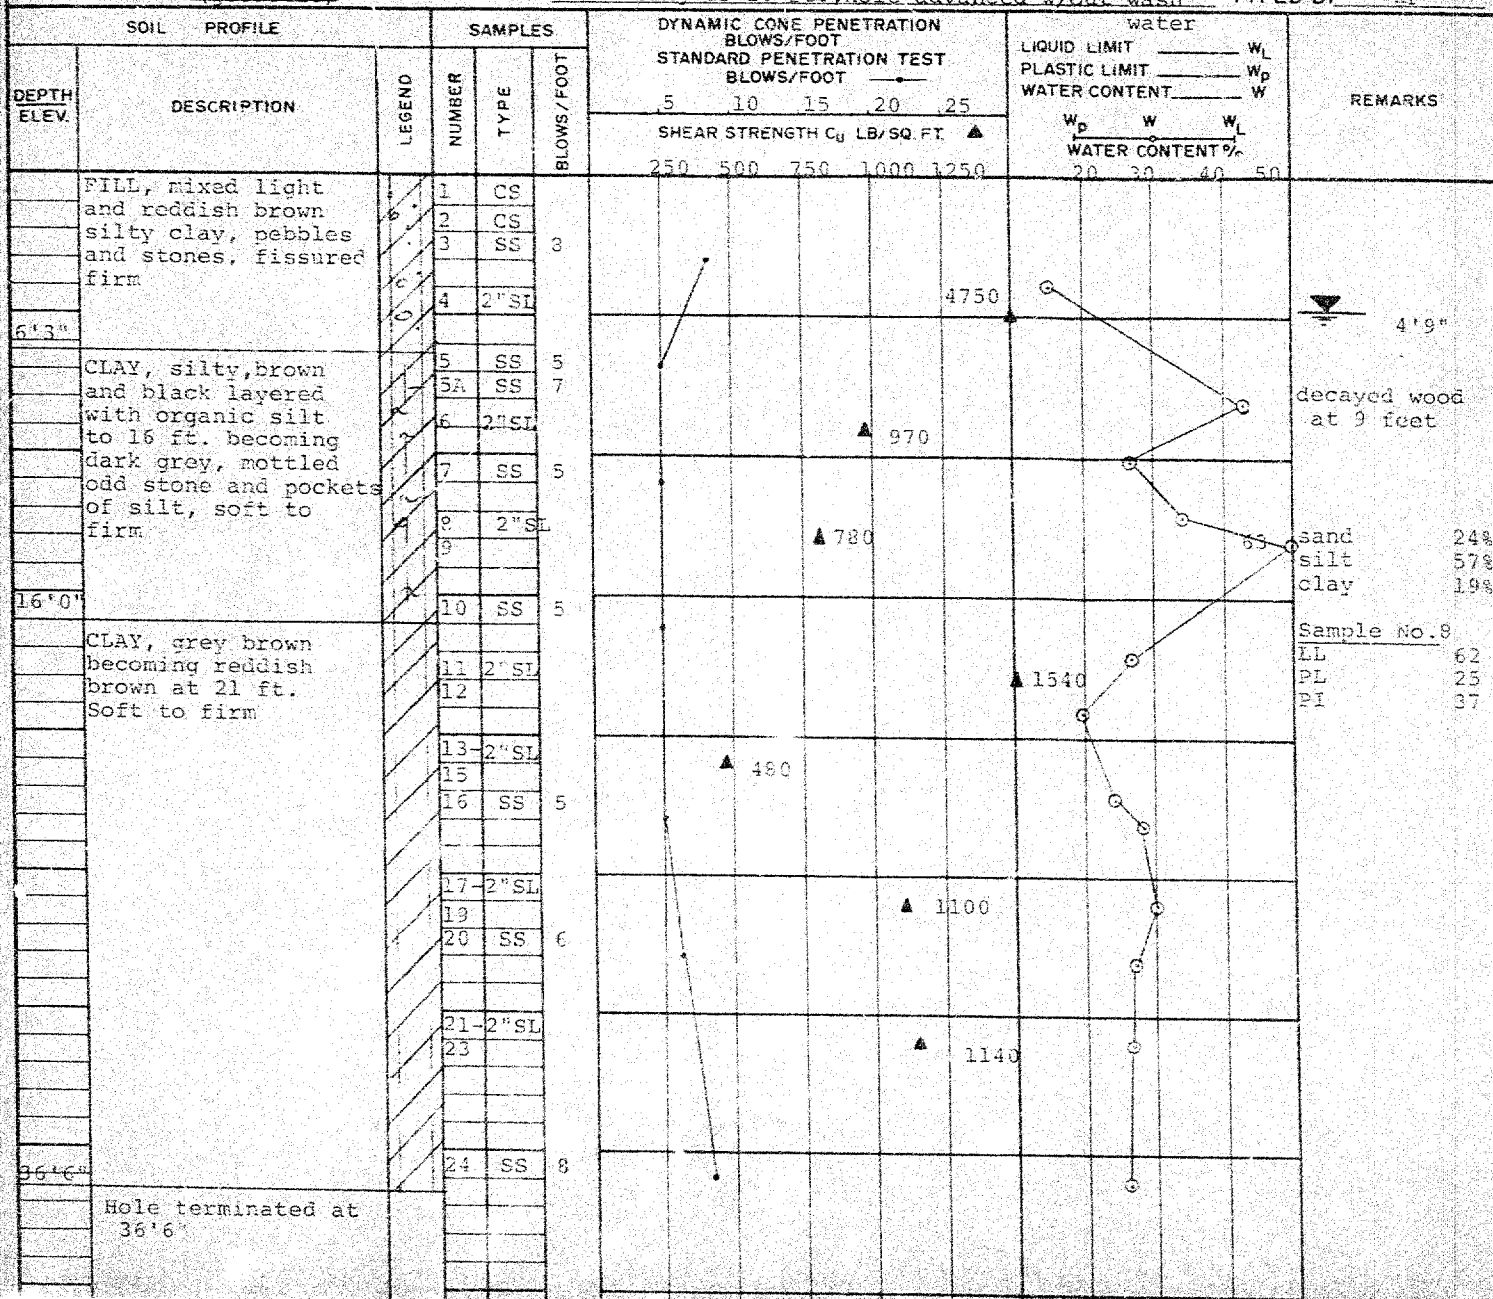 hole advanced w/out wash TYPED BY
water
SOIL PROFILE
SAMPLES
DYNAMIC CONE PENETRATION
BLOWS/FOOT
STANDARD PENETRATION TEST
BLOWS/FOOT
5 10 15 20 25
SHEAR STRENGTH Cu LB/SQ.FT. ▲
250 500 750 1000 1250
LIQUID LIMIT WL
PLASTIC LIMIT Wp
WATER CONTENT W
Wp W WL
WATER CONTENT %
20 30 40 50
REMARKS
DEPTH
ELEV.
DESCRIPTION
LEGEND
NUMBER
TYPE
BLOWS/FOOT
FILL, mixed light
and reddish brown
silty clay, pebbles
and stones, fissured
firm
6'3"
CLAY, silty, brown
and black layered
with organic silt
to 16 ft. becoming
dark grey, mottled
odd stone and pockets
of silt, soft to
firm
16'0"
CLAY, grey brown
becoming reddish
brown at 21 ft.
Soft to firm
36'6"
Hole terminated at
36'6"
1 CS
2 CS
3 SS 3
4 2"SL
5 SS 5
5A SS 7
6 2"SL
7 SS 5
8 2"SL
9
10 SS 5
11 2"SL
12
13-2"SL
15
16 SS 5
17-2"SL
19
20 SS 6
21-2"SL
23
24 SS 8
4750
970
780
1540
480
1100
1140
63
4'9"
decayed wood
at 9 feet
sand 24%
silt 57%
clay 19%
Sample No.8
LL 62
PL 25
PI 37